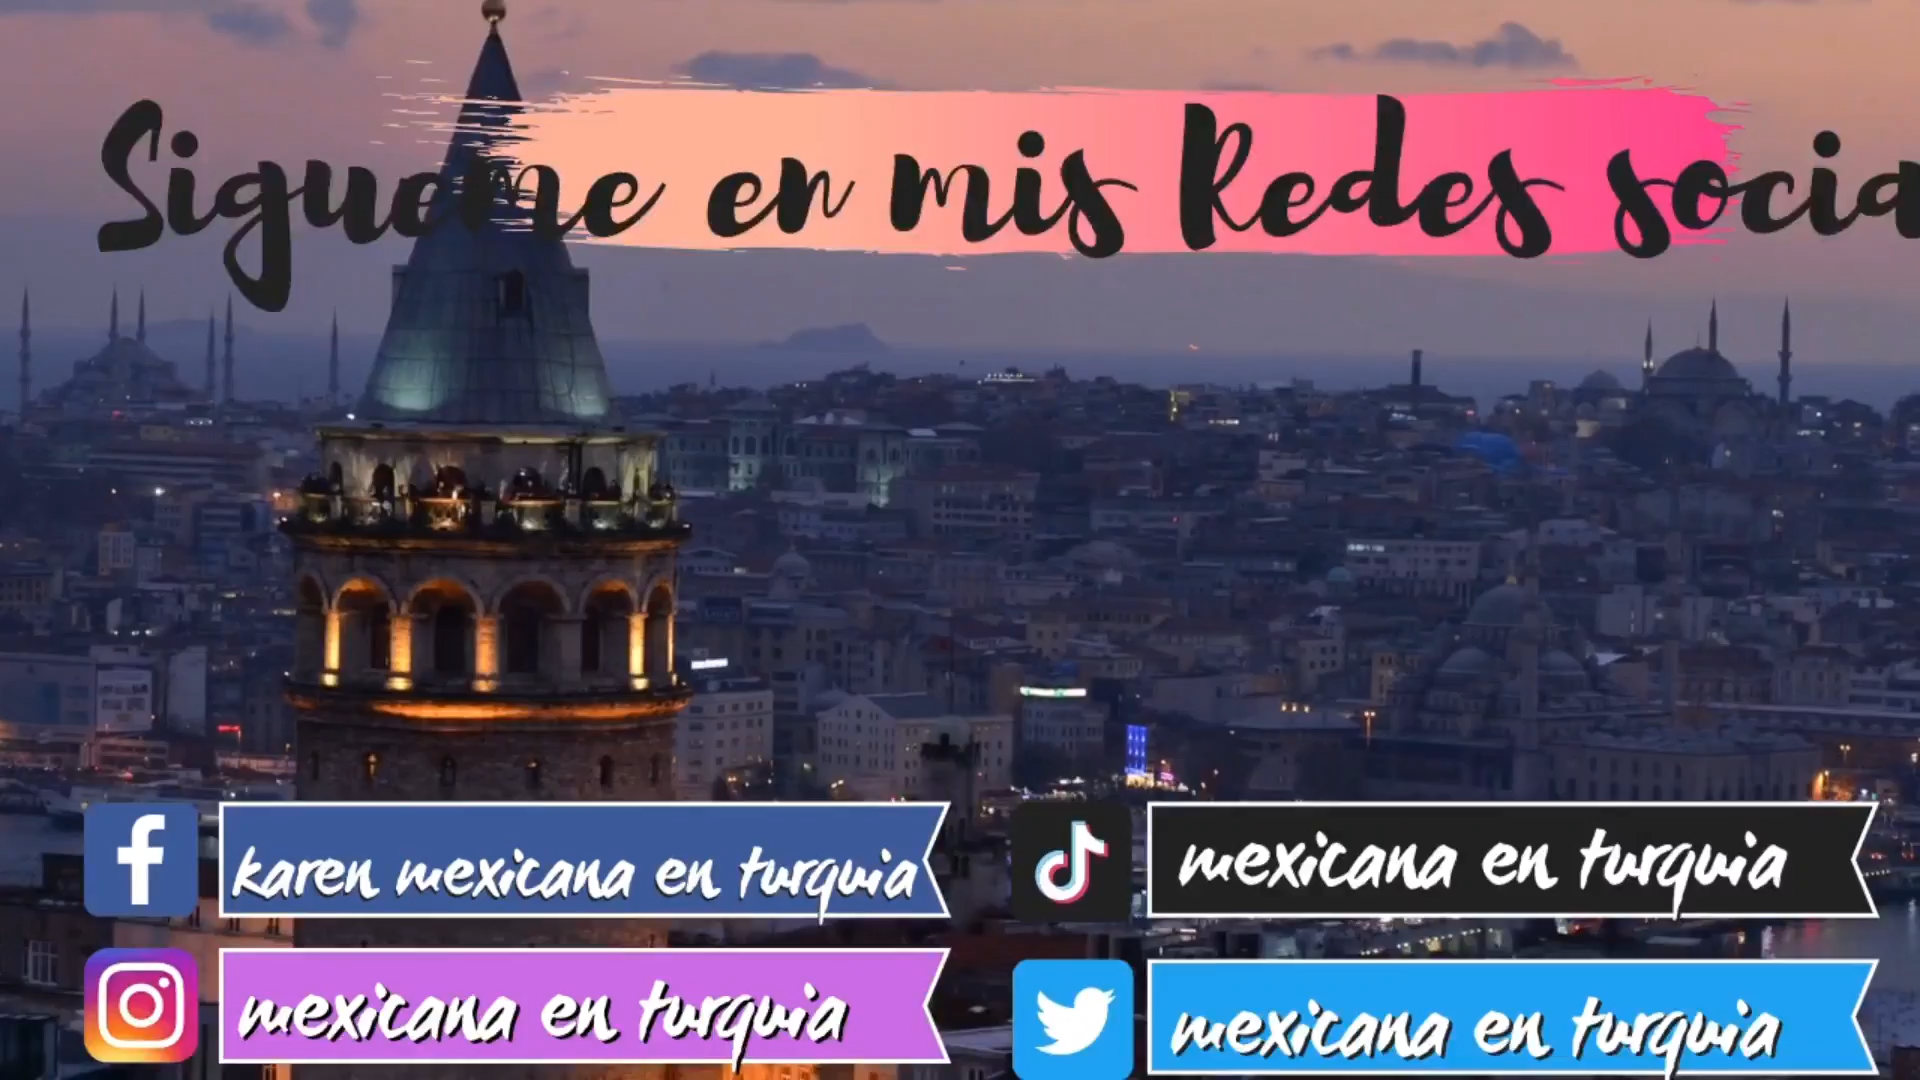 Sigueme en mis Redes socia
karen mexicana en turquia
mexicana en turquia
mexicana en turquia
mexicana en turquia